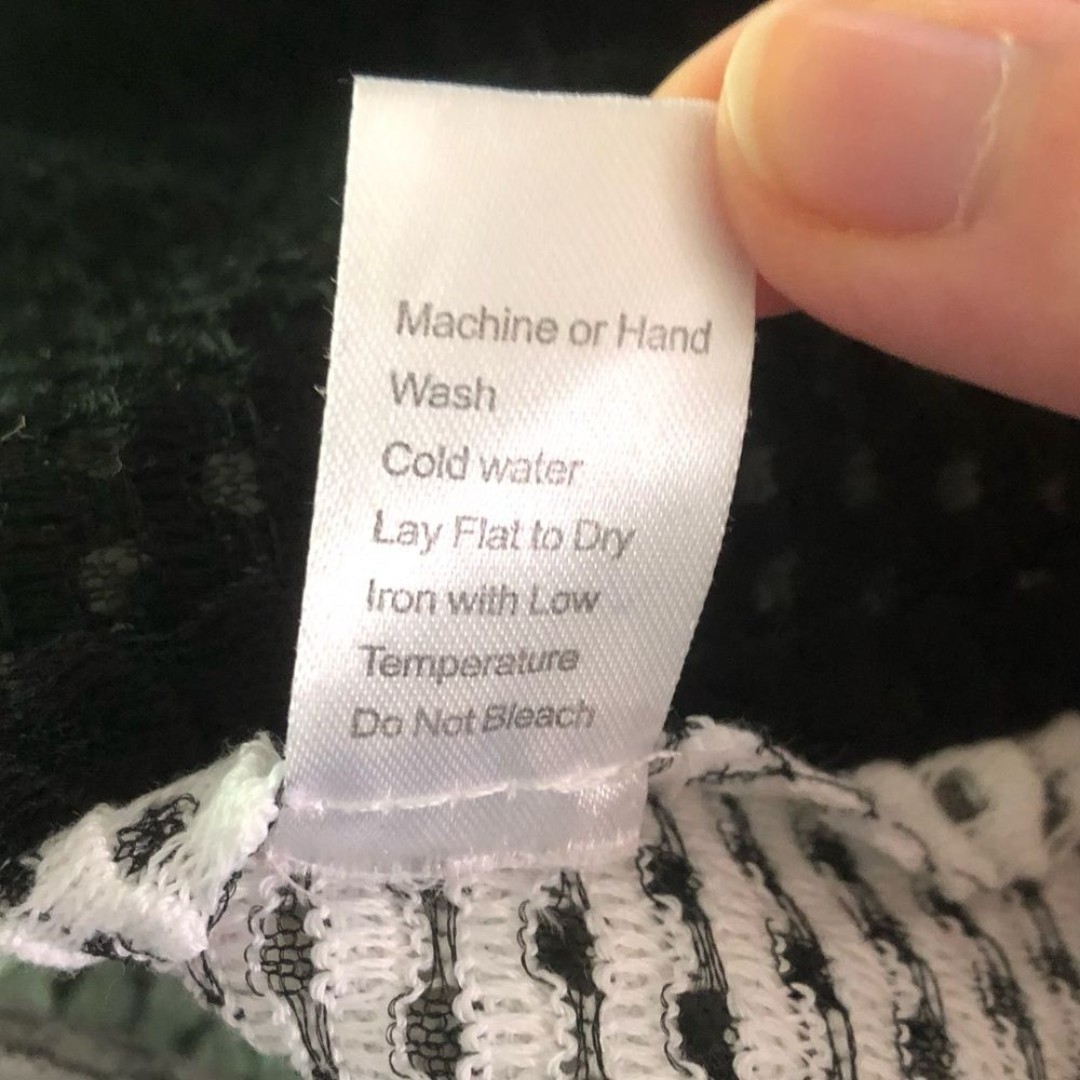 Machine or Hand
Wash
Cold water
Lay Flat to Dry
Iron with Low
Temperature
Do Not Bleach